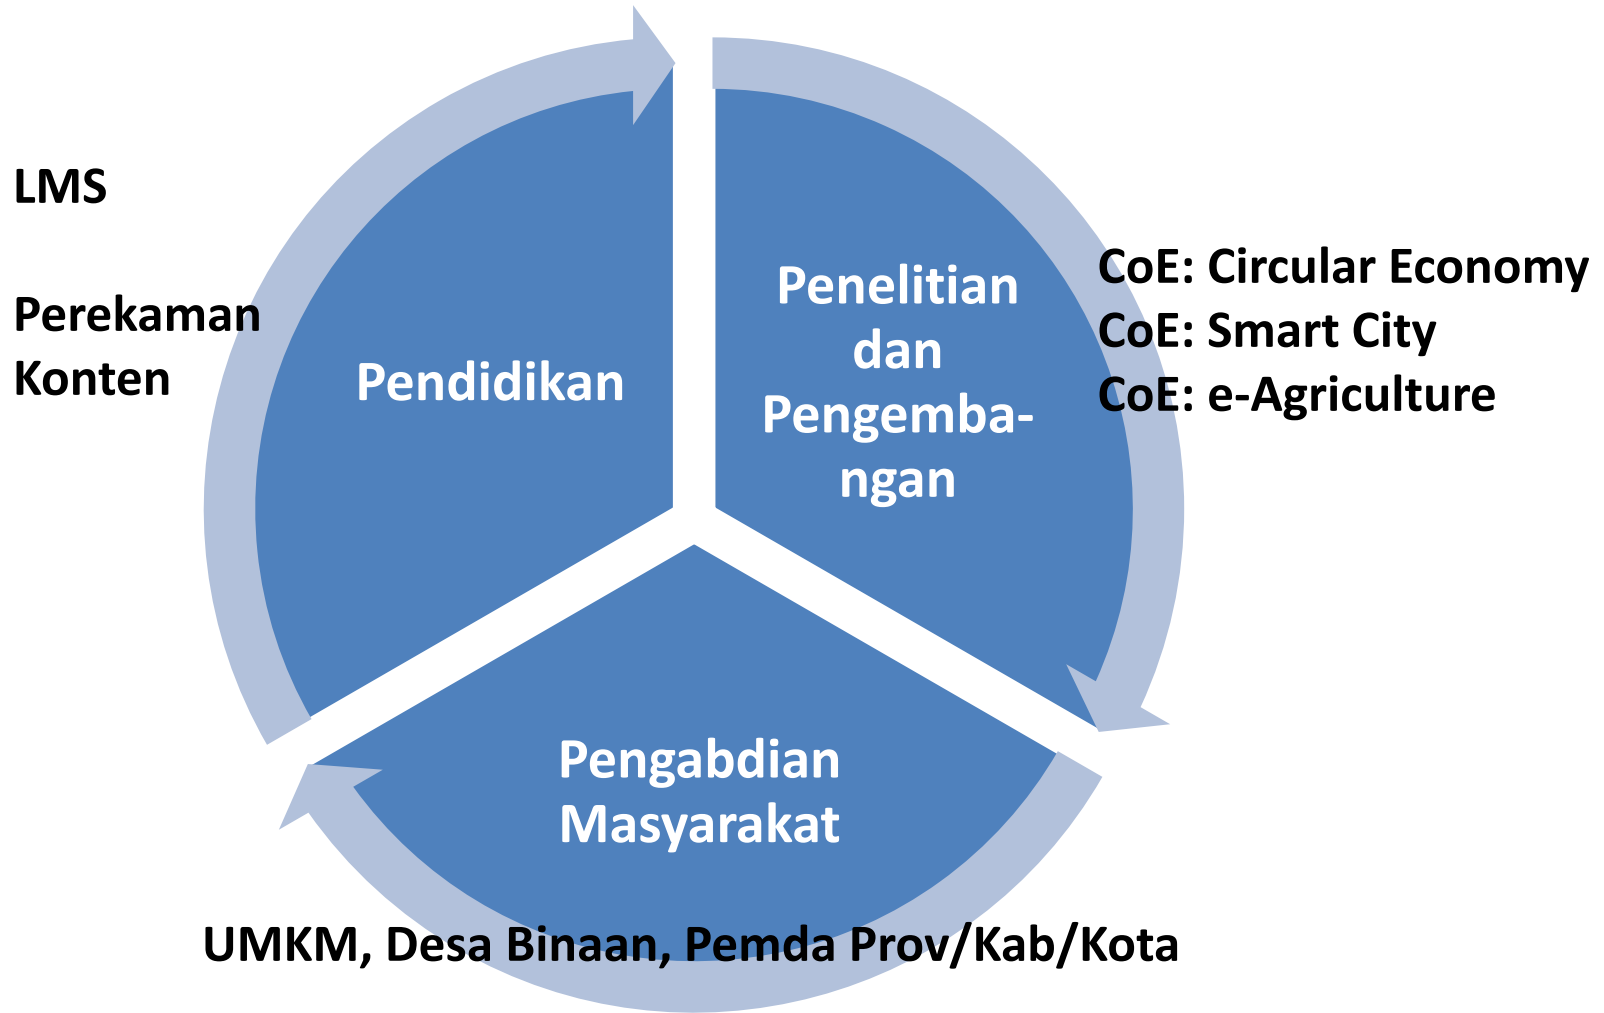 LMS
Perekaman
Konten
Pendidikan
Penelitian
dan
Pengemba-
ngan
CoE: Circular Economy
CoE: Smart City
CoE: e-Agriculture
Pengabdian
Masyarakat
UMKM, Desa Binaan, Pemda Prov/Kab/Kota